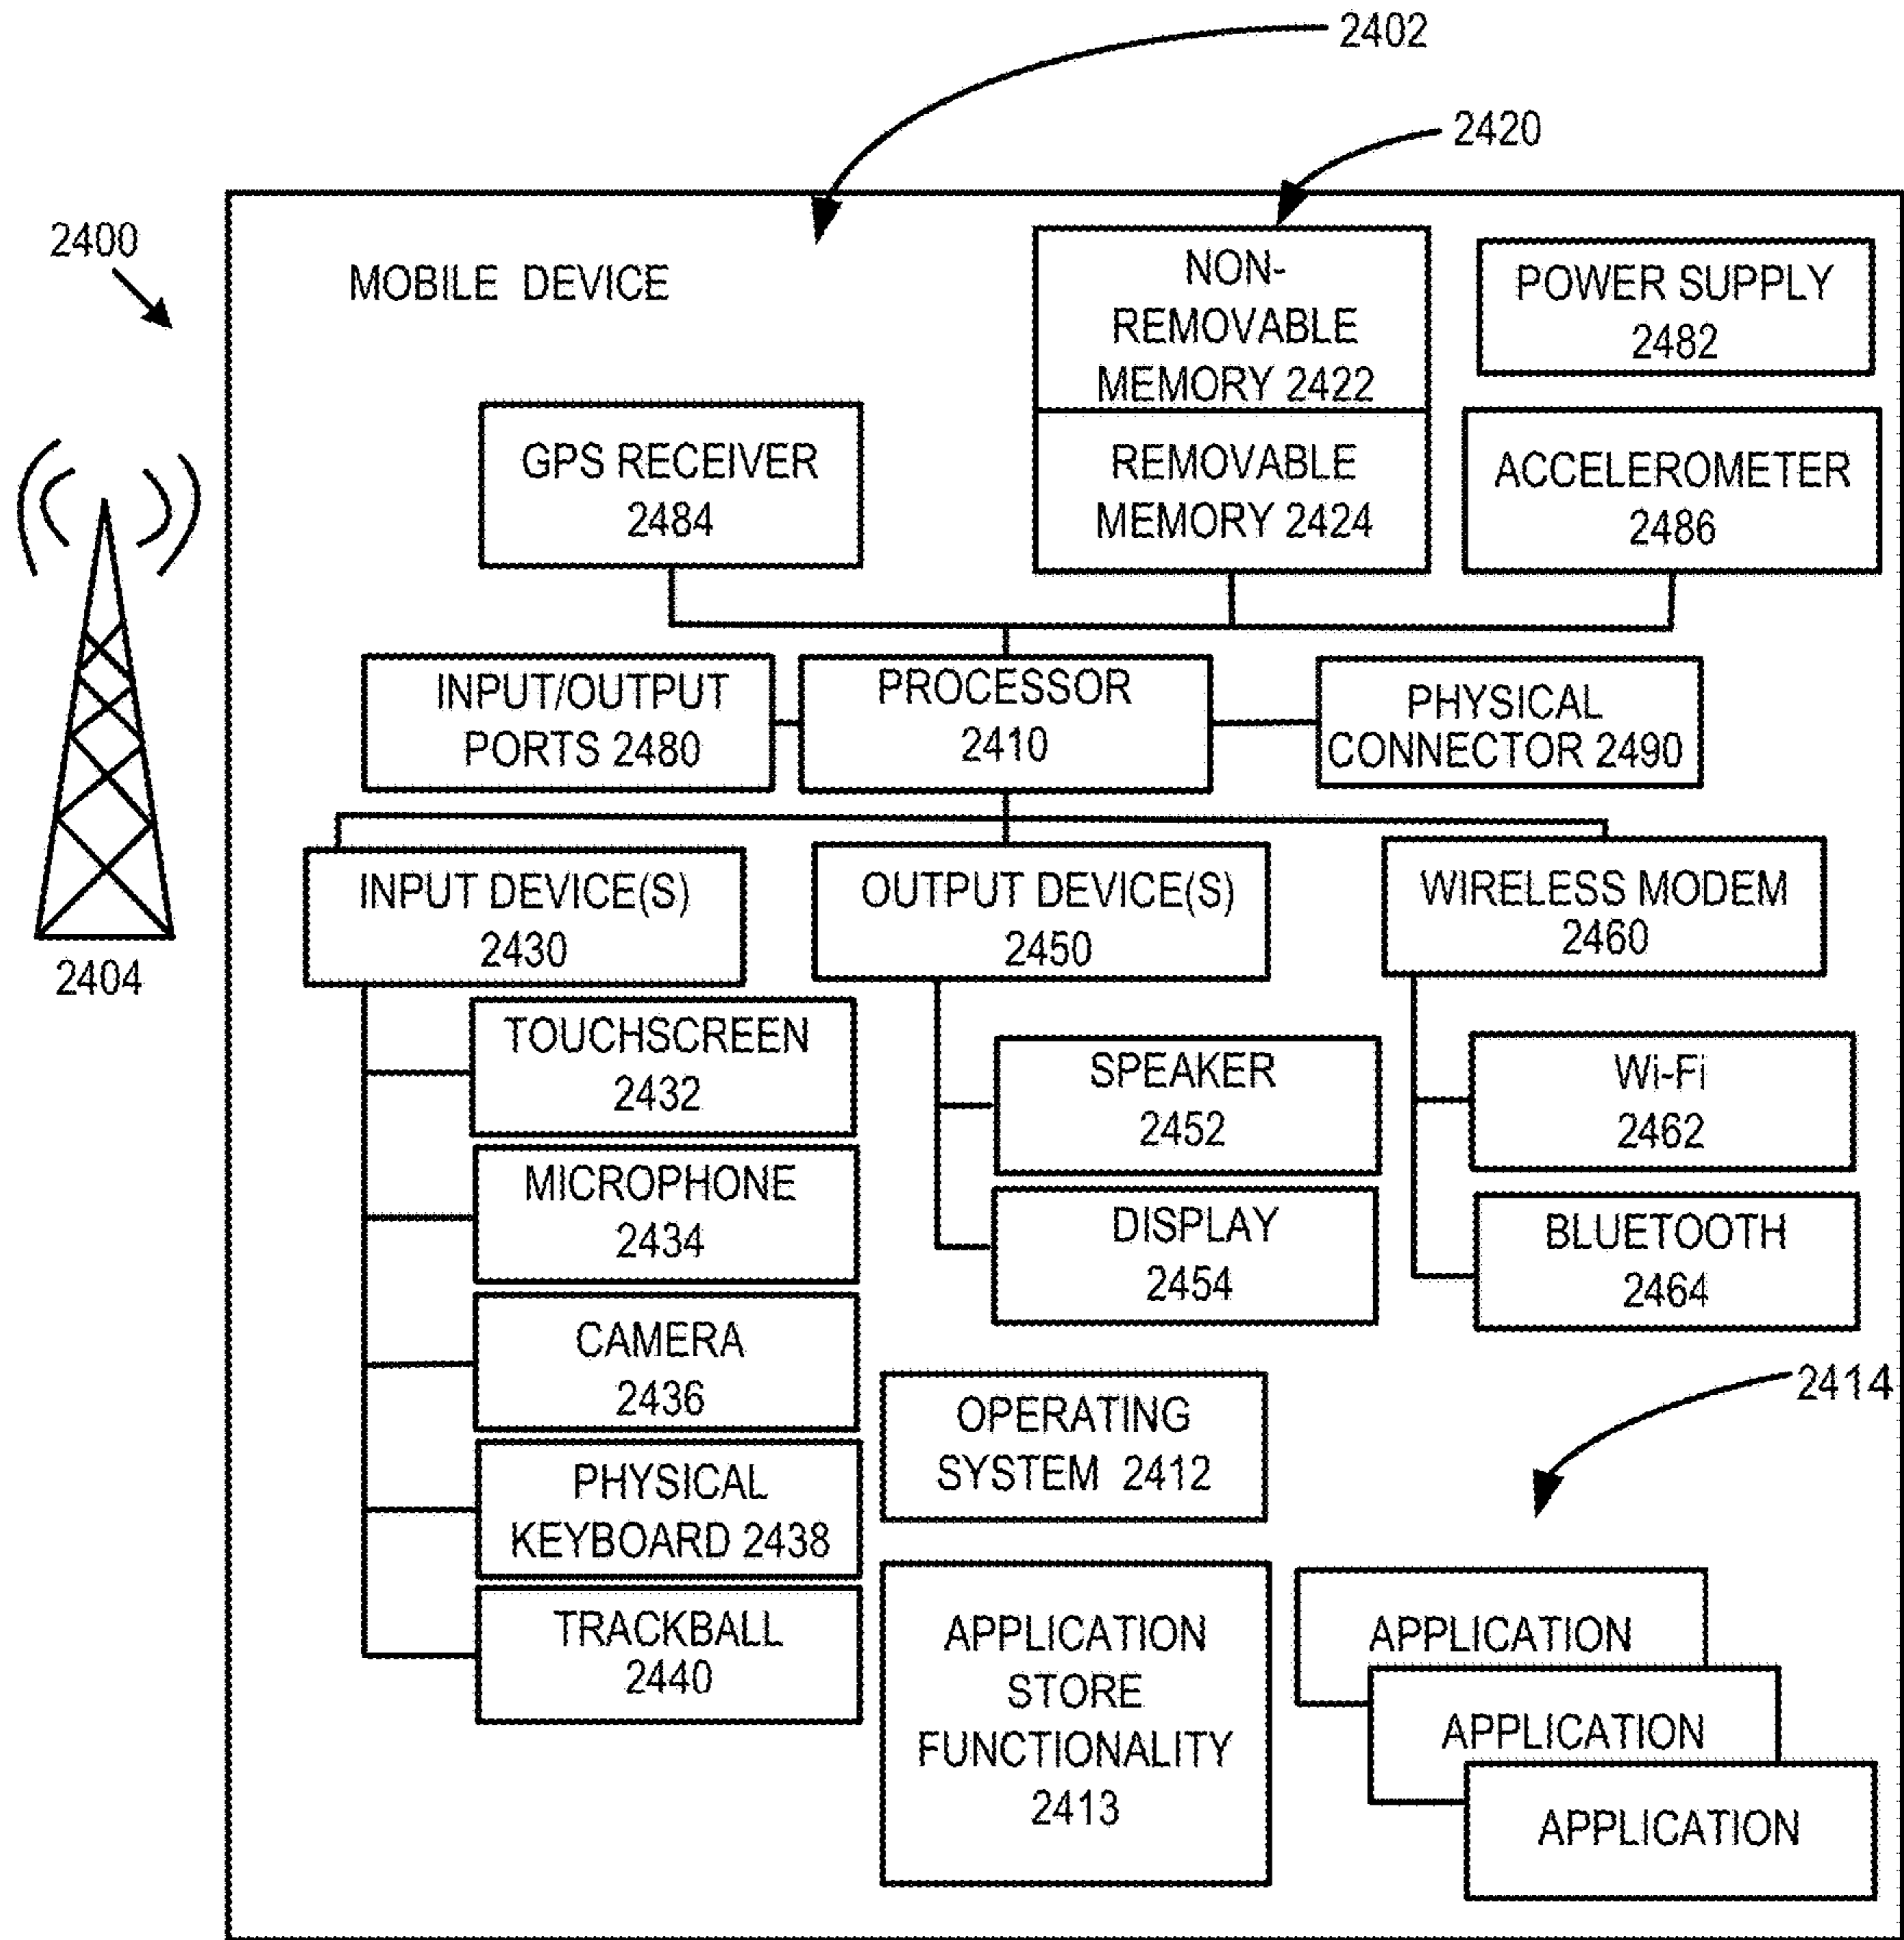 2402
2420
2400
MOBILE DEVICE
NON-
REMOVABLE
MEMORY 2422
POWER SUPPLY
2482
GPS RECEIVER
2484
REMOVABLE
MEMORY 2424
ACCELEROMETER
2486
INPUT/OUTPUT
PORTS 2480
PROCESSOR
2410
PHYSICAL
CONNECTOR 2490
INPUT DEVICE(S)
2430
OUTPUT DEVICE(S)
2450
WIRELESS MODEM
2460
2404
TOUCHSCREEN
2432
SPEAKER
2452
Wi-Fi
2462
MICROPHONE
2434
DISPLAY
2454
BLUETOOTH
2464
CAMERA
2436
2414
OPERATING
SYSTEM 2412
PHYSICAL
KEYBOARD 2438
TRACKBALL
2440
APPLICATION
STORE
FUNCTIONALITY
2413
APPLICATION
APPLICATION
APPLICATION